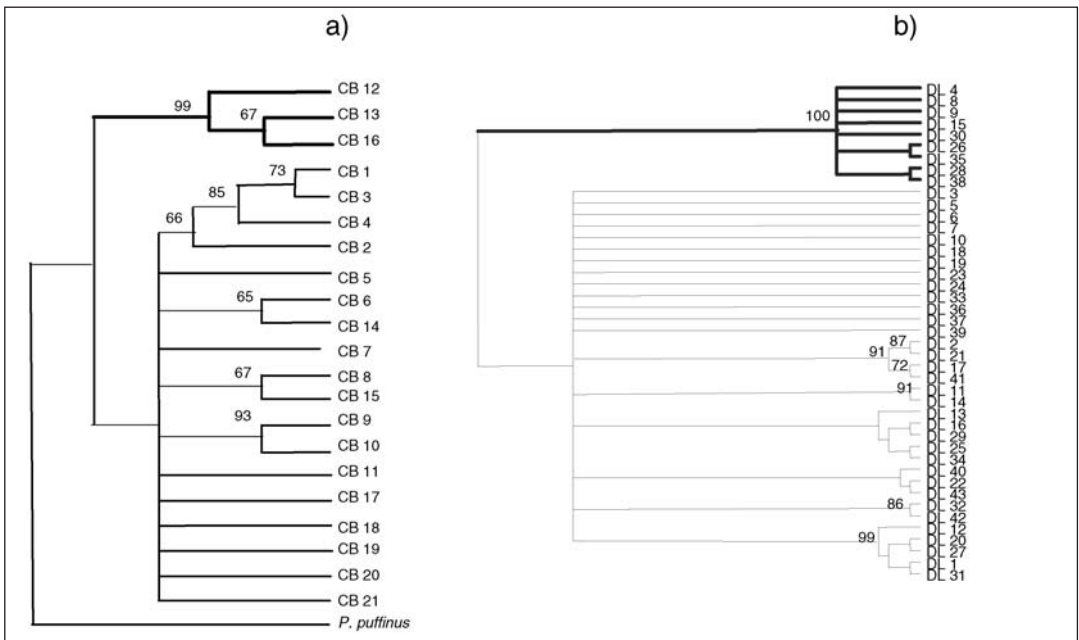 a)
99
CB 12
67
CB 13
CB 16
73
CB 1
85
CB 3
66
CB 4
CB 2
CB 5
65
CB 6
CB 14
CB 7
67
CB 8
CB 15
93
CB 9
CB 10
CB 11
CB 17
CB 18
CB 19
CB 20
CB 21
P. puffinus
b)
100
DL 4
DL 8
DL 9
DL 15
DL 30
DL 26
DL 35
DL 28
DL 38
DL 3
DL 5
DL 6
DL 7
DL 10
DL 18
DL 19
DL 23
DL 24
DL 33
DL 36
DL 37
DL 39
87
DL 2
91
DL 21
72
DL 17
DL 41
91
DL 11
DL 14
DL 13
DL 16
DL 29
DL 25
DL 34
DL 40
DL 22
DL 43
86
DL 32
DL 42
99
DL 12
DL 20
DL 27
DL 1
DL 31